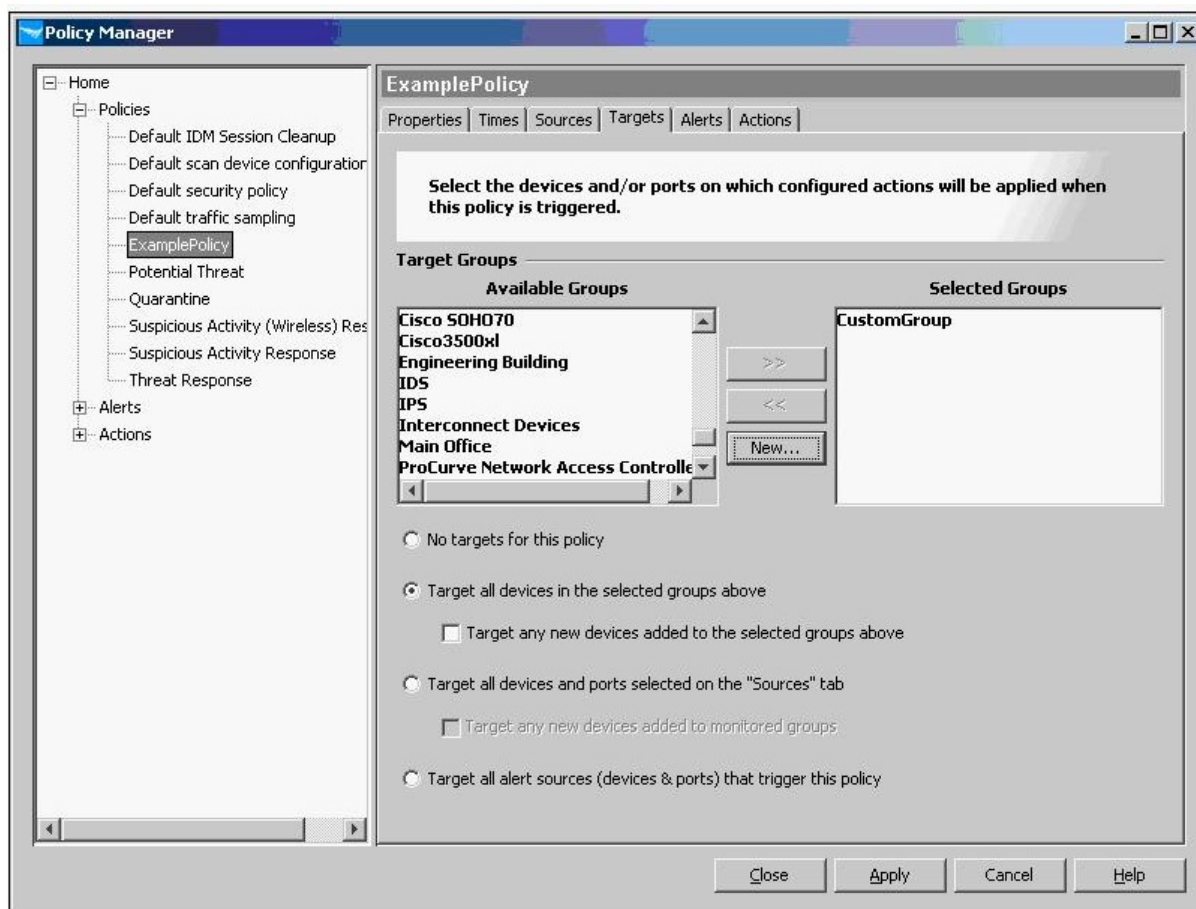 Policy Manager
Home
Policies
Default IDM Session Cleanup
Default scan device configuration
Default security policy
Default traffic sampling
ExamplePolicy
Potential Threat
Quarantine
Suspicious Activity (Wireless) Res
Suspicious Activity Response
Threat Response
Alerts
Actions
ExamplePolicy
Properties Times Sources Targets Alerts Actions
Select the devices and/or ports on which configured actions will be applied when
this policy is triggered.
Target Groups
Available Groups
Cisco SOHO70
Cisco3500xl
Engineering Building
IDS
IPS
Interconnect Devices
Main Office
ProCurve Network Access Controlle
>>
<<
New...
Selected Groups
CustomGroup
No targets for this policy
Target all devices in the selected groups above
Target any new devices added to the selected groups above
Target all devices and ports selected on the "Sources" tab
Target any new devices added to monitored groups
Target all alert sources (devices & ports) that trigger this policy
Close Apply Cancel Help